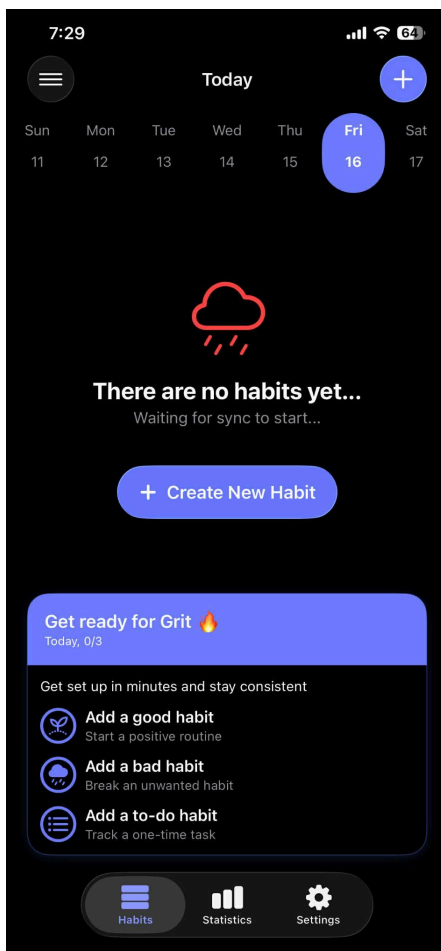 7:29
64
Today
Sun Mon Tue Wed Thu Fri Sat
11 12 13 14 15 16 17
There are no habits yet...
Waiting for sync to start...
+ Create New Habit
Get ready for Grit 🔥
Today, 0/3
Get set up in minutes and stay consistent
Add a good habit
Start a positive routine
Add a bad habit
Break an unwanted habit
Add a to-do habit
Track a one-time task
Habits Statistics Settings